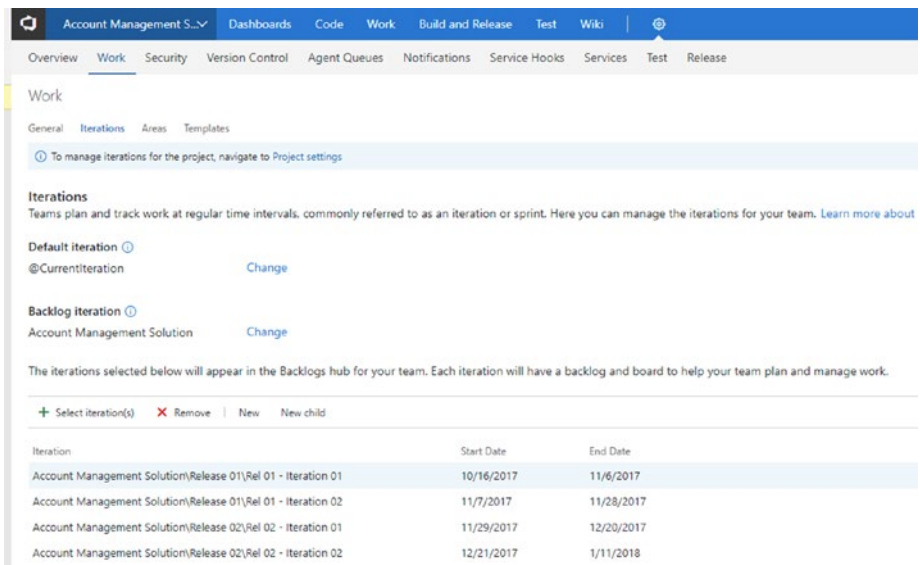 Account Management S... Dashboards Code Work Build and Release Test Wiki
Overview Work Security Version Control Agent Queues Notifications Service Hooks Services Test Release
Work
General Iterations Areas Templates
To manage iterations for the project, navigate to Project settings
Iterations
Teams plan and track work at regular time intervals, commonly referred to as an iteration or sprint. Here you can manage the iterations for your team. Learn more about
Default iteration
@CurrentIteration Change
Backlog iteration
Account Management Solution Change
The iterations selected below will appear in the Backlogs hub for your team. Each iteration will have a backlog and board to help your team plan and manage work.
+ Select iteration(s) X Remove | New New child
Iteration Start Date End Date
Account Management Solution\Release 01\Rel 01 - Iteration 01 10/16/2017 11/6/2017
Account Management Solution\Release 01\Rel 01 - Iteration 02 11/7/2017 11/28/2017
Account Management Solution\Release 02\Rel 02 - Iteration 01 11/29/2017 12/20/2017
Account Management Solution\Release 02\Rel 02 - Iteration 02 12/21/2017 1/11/2018